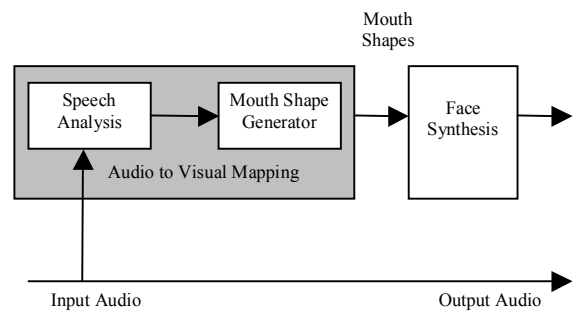 Mouth
Shapes
Speech
Analysis
Mouth Shape
Generator
Face
Synthesis
Audio to Visual Mapping
Input Audio
Output Audio